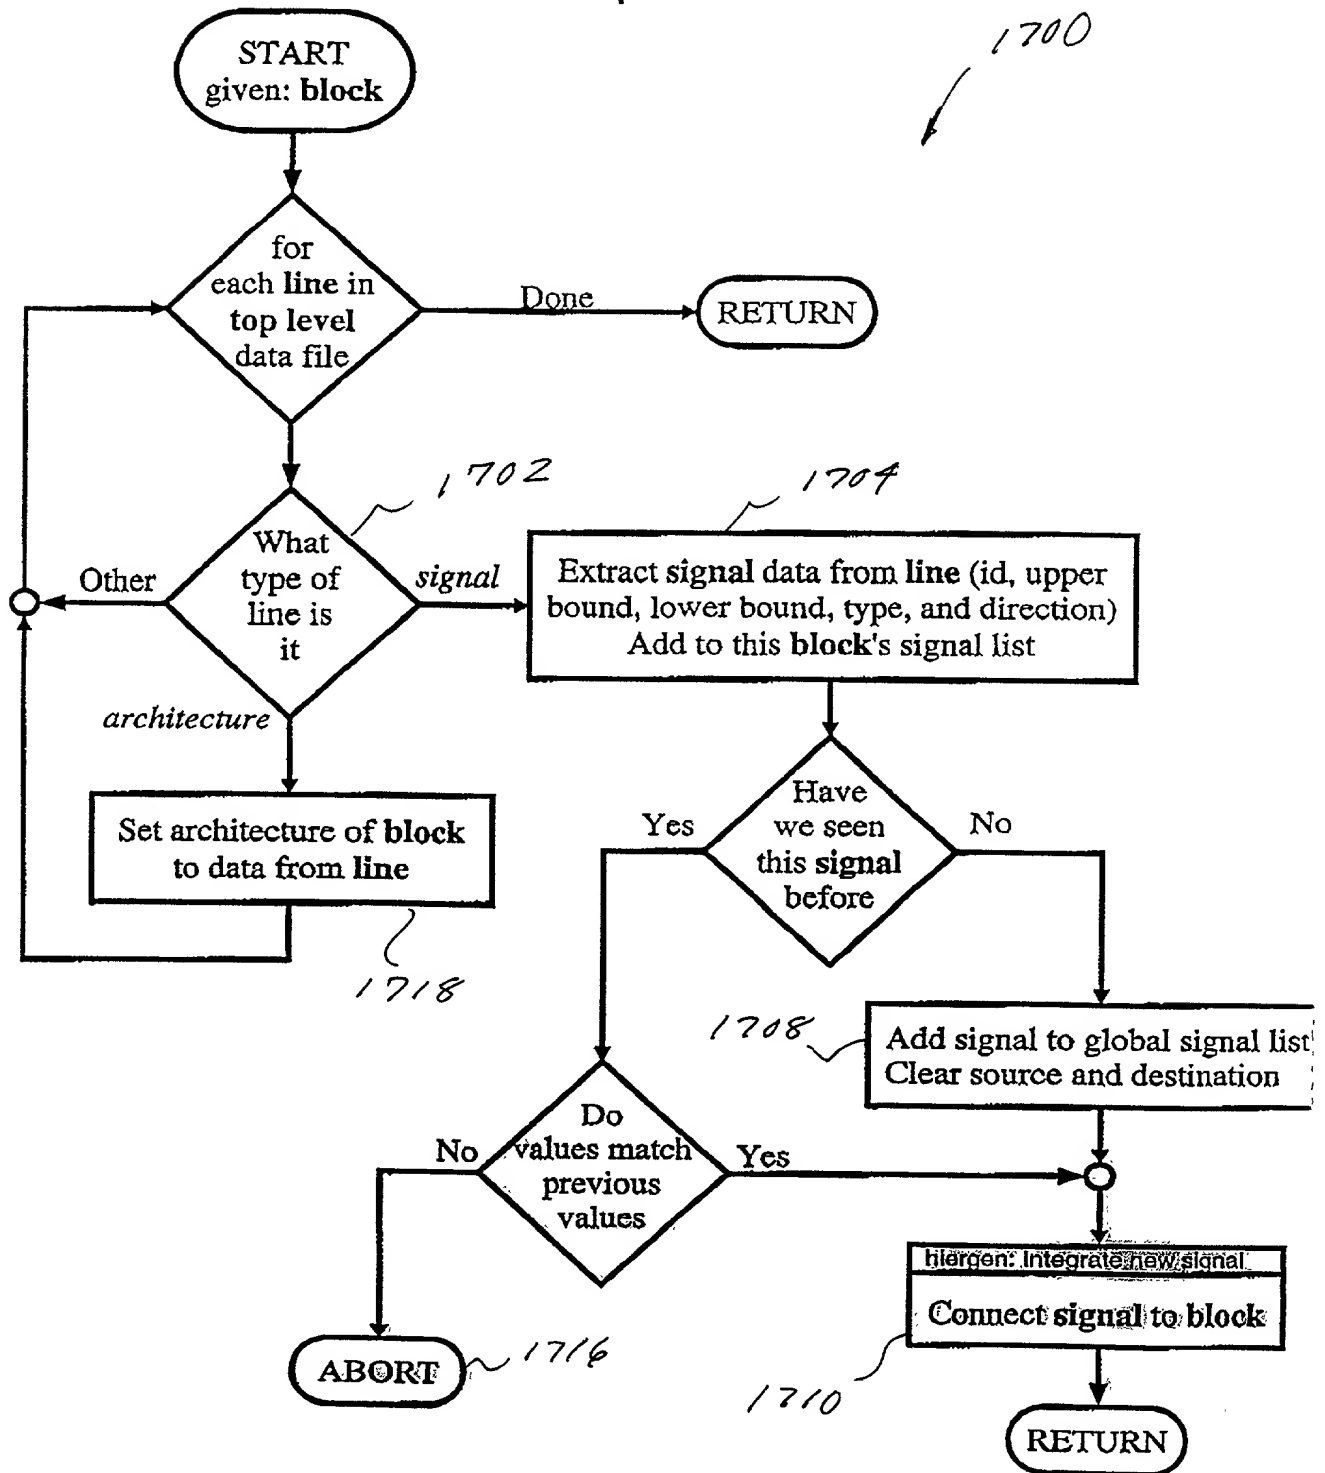 1700
START
given: block
for
each line in
top level
data file
Done
RETURN
1702
What
type of
line is
it
Other
signal
architecture
1704
Extract signal data from line (id, upper
bound, lower bound, type, and direction)
Add to this block's signal list
Set architecture of block
to data from line
1718
Have
we seen
this signal
before
Yes
No
1708
Add signal to global signal list
Clear source and destination
Do
values match
previous
values
No
Yes
hiergen: Integrate new signal
Connect signal to block
1710
ABORT
1716
RETURN